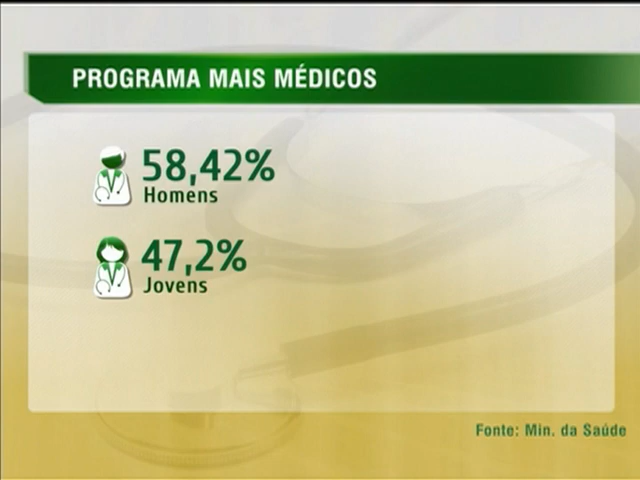 PROGRAMA MAIS MÉDICOS
58,42%
Homens
47,2%
Jovens
Fonte: Min. da Saúde